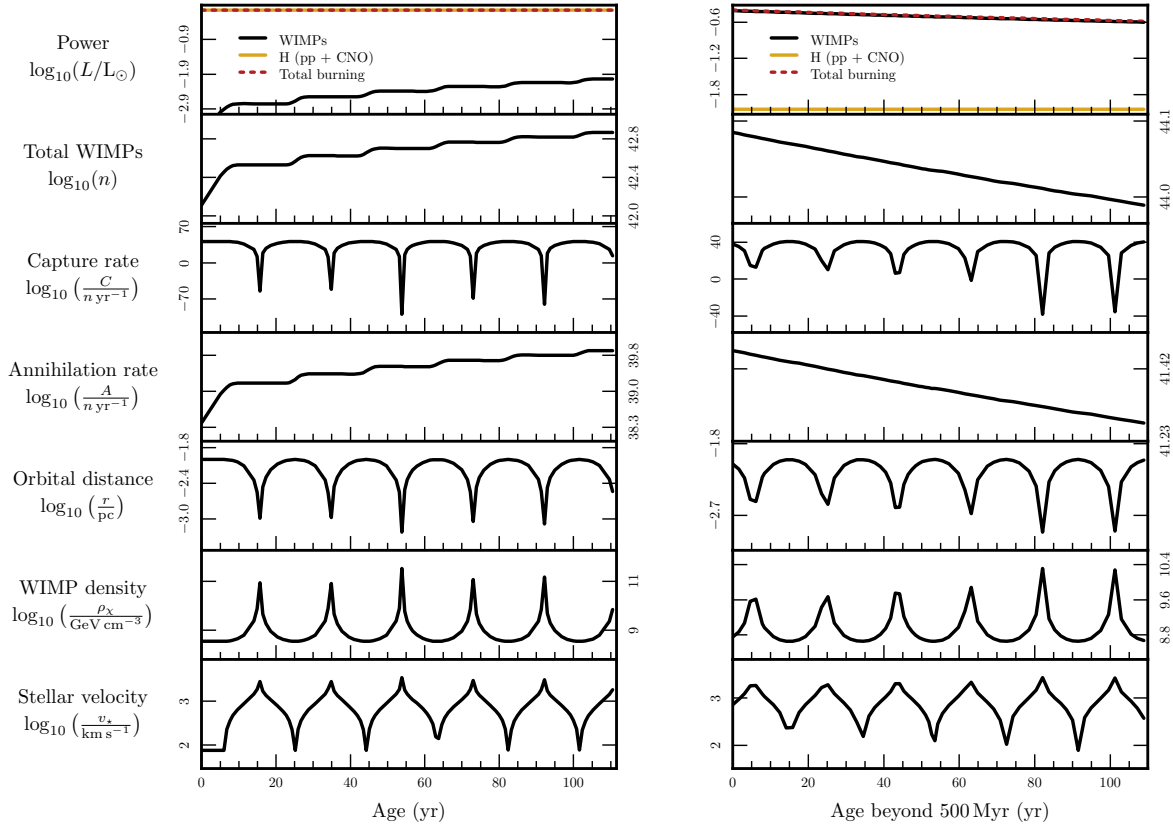 Power
log₁₀(L/L⊙)
−0.9
−1.9
−2.9
WIMPs
H (pp + CNO)
Total burning
−0.6
−1.2
−1.8
WIMPs
H (pp + CNO)
Total burning
Total WIMPs
log₁₀(n)
42.8
42.4
42.0
44.1
44.0
Capture rate
log₁₀(C/n yr⁻¹)
70
0
−70
40
0
−40
Annihilation rate
log₁₀(A/n yr⁻¹)
39.8
39.0
38.3
41.42
41.23
Orbital distance
log₁₀(r/pc)
−1.8
−2.4
−3.0
−1.8
−2.7
WIMP density
log₁₀(ρχ/GeV cm⁻³)
11
9
10.4
9.6
8.8
Stellar velocity
log₁₀(v⋆/km s⁻¹)
3
2
3
2
0 20 40 60 80 100
0 20 40 60 80 100
Age (yr)
Age beyond 500 Myr (yr)